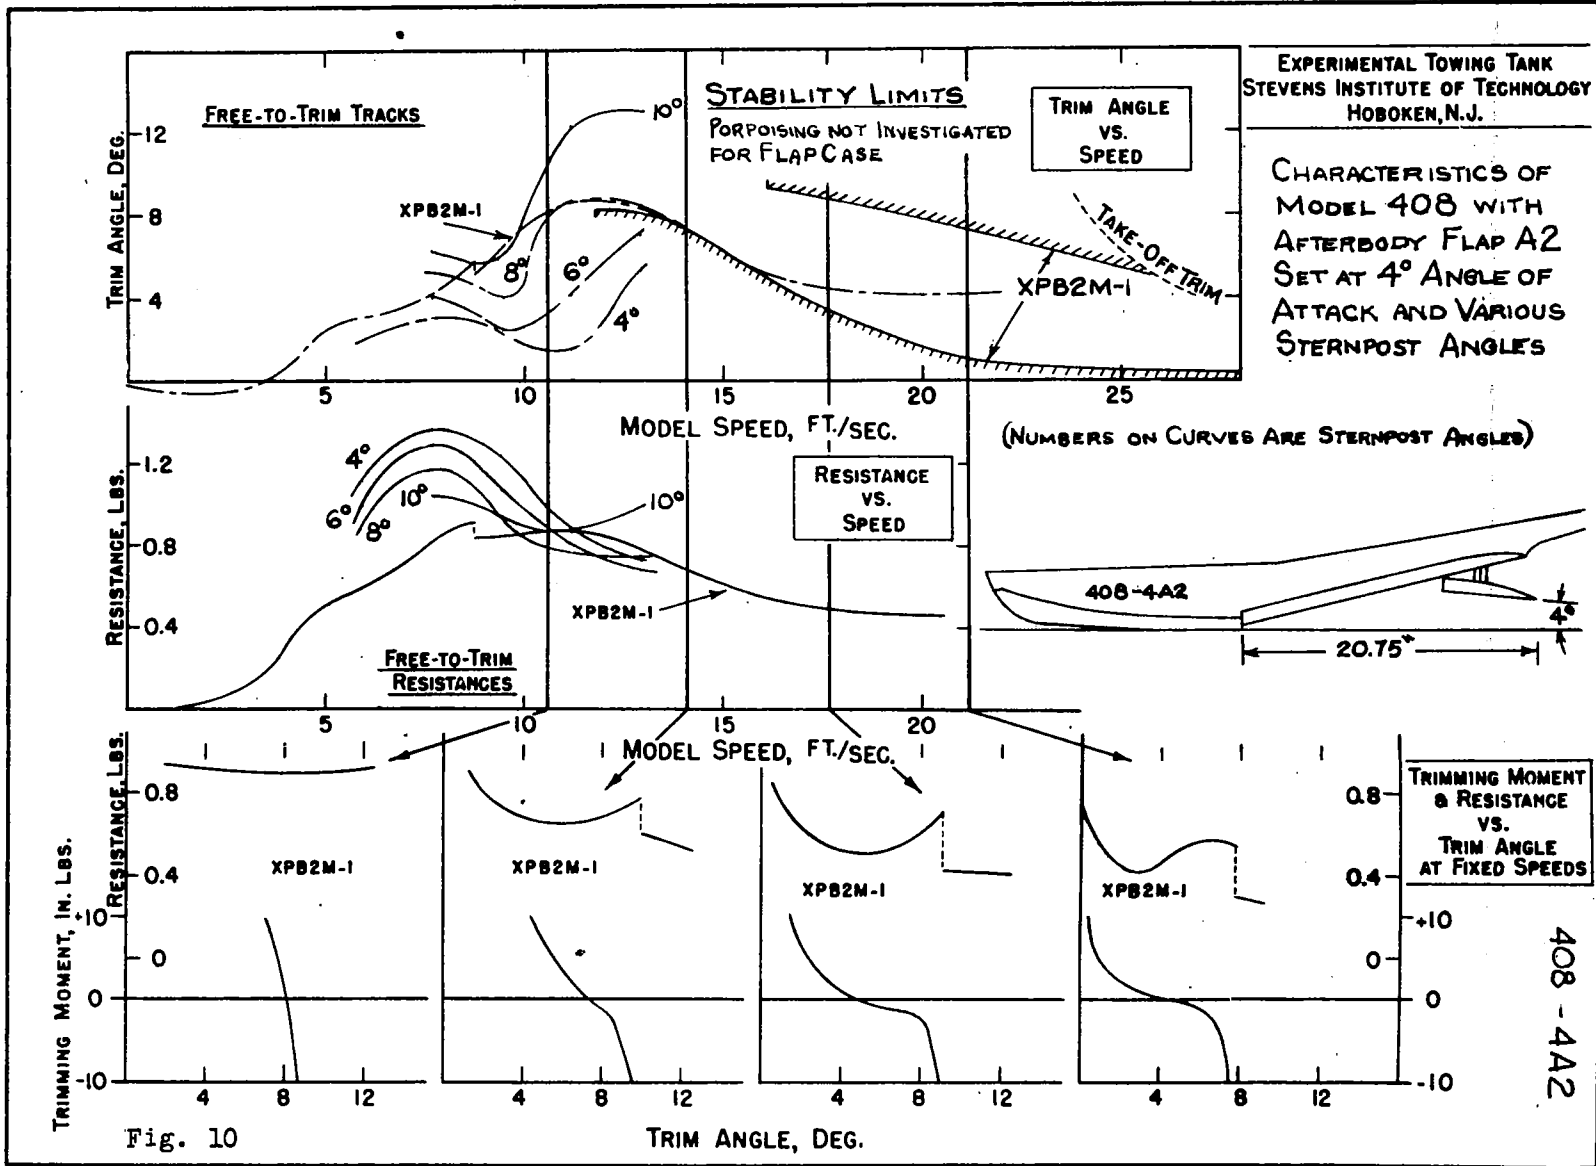 FREE-TO-TRIM TRACKS
STABILITY LIMITS
PORPOISING NOT INVESTIGATED
FOR FLAP CASE
TRIM ANGLE
VS.
SPEED
EXPERIMENTAL TOWING TANK
STEVENS INSTITUTE OF TECHNOLOGY
HOBOKEN, N.J.
CHARACTERISTICS OF
MODEL 408 WITH
AFTERBODY FLAP A2
SET AT 4° ANGLE OF
ATTACK AND VARIOUS
STERNPOST ANGLES
TRIM ANGLE, DEG.
12
8
4
10°
XPB2M-1
8°
6°
4°
TAKE-OFF TRIM
XPB2M-1
5 10 15 20 25
MODEL SPEED, FT./SEC.
(NUMBERS ON CURVES ARE STERNPOST ANGLES)
RESISTANCE, LBS.
1.2
0.8
0.4
4°
6°
8°
10°
10°
RESISTANCE
VS.
SPEED
XPB2M-1
FREE-TO-TRIM
RESISTANCES
408-4A2
4°
20.75"
5 10 15 20
MODEL SPEED, FT./SEC.
RESISTANCE, LBS.
0.8
0.4
0
TRIMMING MOMENT, IN. LBS.
+10
0
-10
XPB2M-1
XPB2M-1
XPB2M-1
XPB2M-1
0.8
0.4
0
+10
0
-10
TRIMMING MOMENT
& RESISTANCE
VS.
TRIM ANGLE
AT FIXED SPEEDS
4 8 12 4 8 12 4 8 12 4 8 12
TRIM ANGLE, DEG.
Fig. 10
408-4A2